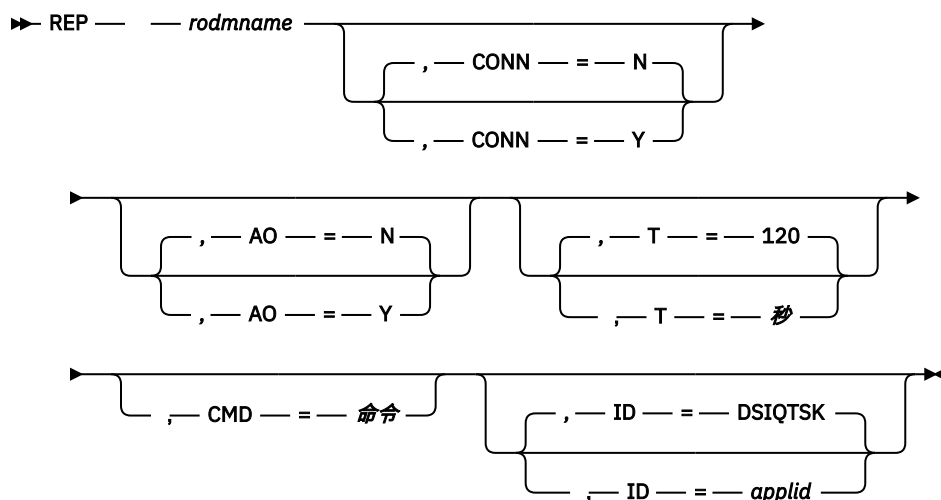 REP rodmname
, CONN = N
, CONN = Y
, AO = N , T = 120
, AO = Y , T = 秒
, CMD = 命令 , ID = DSIQTSK
, ID = applid